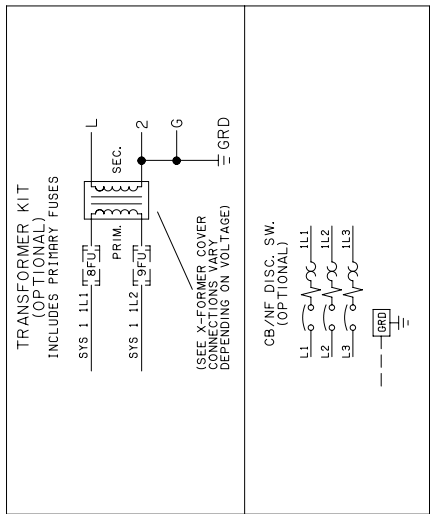 TRANSFORMER KIT
(OPTIONAL)
INCLUDES PRIMARY FUSES
SYS 1 1L1
8FU
L
PRIM.
SEC.
SYS 1 1L2
9FU
2
G
GRD
(SEE X-FORMER COVER
CONNECTIONS VARY
DEPENDING ON VOLTAGE)
CB/NF DISC. SW.
(OPTIONAL)
L1
1L1
L2
1L2
L3
1L3
GRD